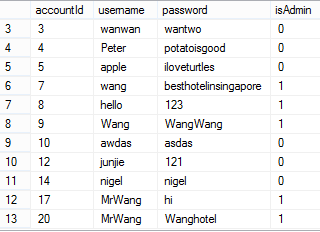 accountId username password isAdmin
3 3 wanwan wantwo 0
4 4 Peter potatoisgood 0
5 5 apple iloveturtles 0
6 7 wang besthotelinsingapore 1
7 8 hello 123 1
8 9 Wang WangWang 1
9 10 awdas asdas 0
10 12 junjie 121 0
11 14 nigel nigel 0
12 17 MrWang hi 1
13 20 MrWang Wanghotel 1